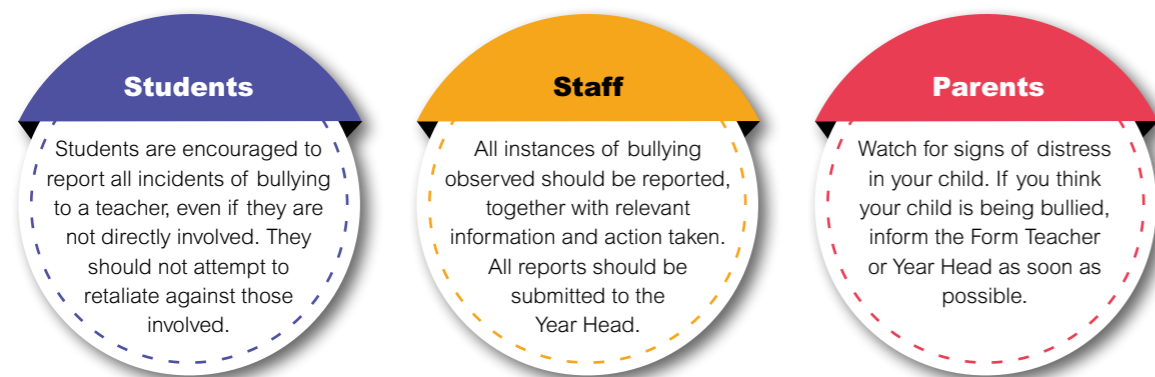 Students
Students are encouraged to
report all incidents of bullying
to a teacher, even if they are
not directly involved. They
should not attempt to
retaliate against those
involved.
Staff
All instances of bullying
observed should be reported,
together with relevant
information and action taken.
All reports should be
submitted to the
Year Head.
Parents
Watch for signs of distress
in your child. If you think
your child is being bullied,
inform the Form Teacher
or Year Head as soon as
possible.